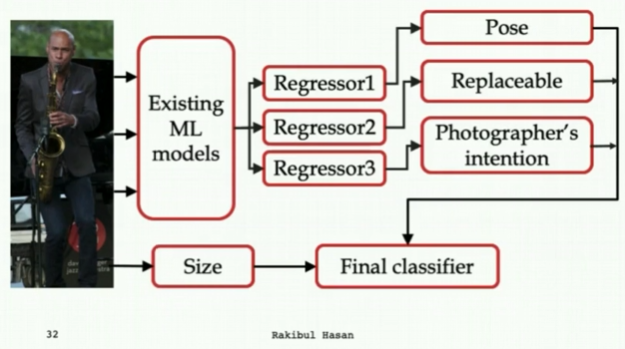 Pose
Existing
ML
models
Regressor1
Replaceable
Regressor2
Photographer's
intention
Regressor3
Size
Final classifier
32
Rakibul Hasan